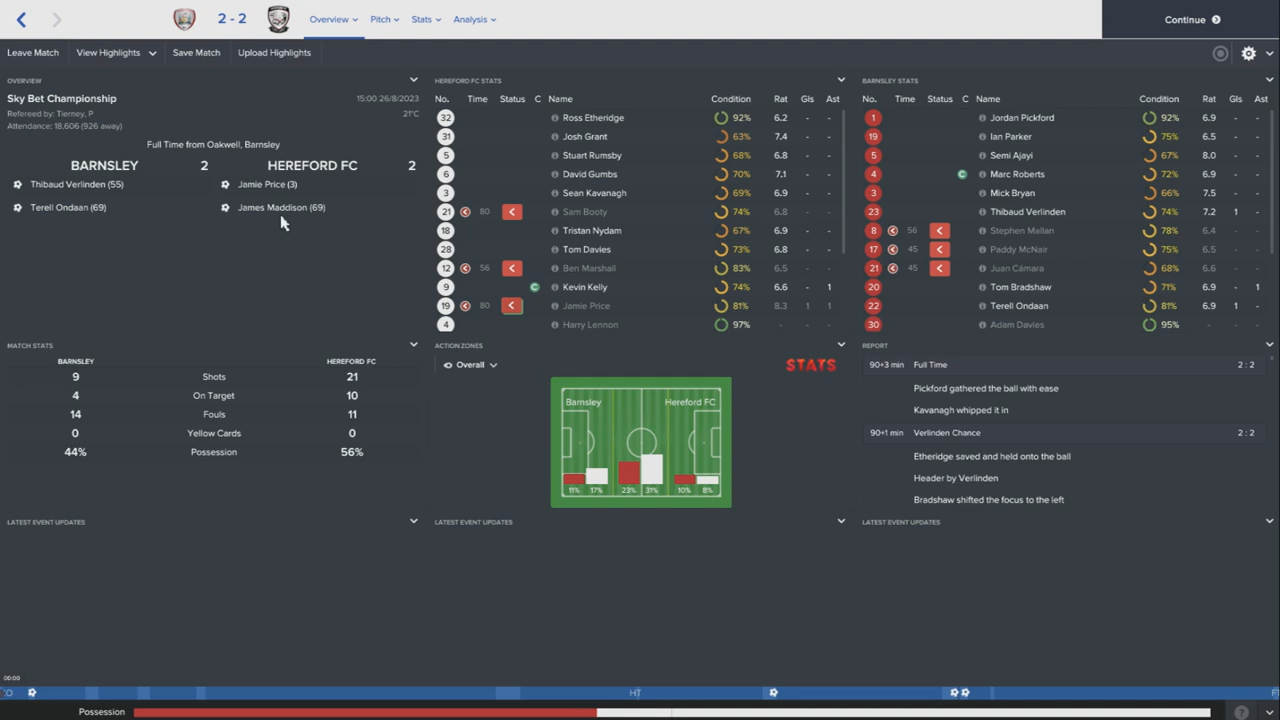 2 - 2
Overview
Pitch
Stats
Analysis
Continue
Leave Match
View Highlights
Save Match
Upload Highlights
OVERVIEW
Sky Bet Championship
15:00 26/8/2023
Refereed by: Tierney, P
21°C
Attendance: 18,606 (926 away)
Full Time from Oakwell, Barnsley
BARNSLEY 2 HEREFORD FC 2
Thibaud Verlinden (55) Jamie Price (3)
Terell Ondaan (69) James Maddison (69)
HEREFORD FC STATS
No. Time Status C Name Condition Rat Gls Ast
32 Ross Etheridge 92% 6.2 - -
31 Josh Grant 63% 7.4 - -
5 Stuart Rumsby 68% 6.8 - -
6 David Gumbs 70% 7.1 - -
3 Sean Kavanagh 69% 6.9 - -
21 80 Sam Booty 74% 6.8 - -
18 Tristan Nydam 67% 6.9 - -
28 Tom Davies 73% 6.8 - -
12 56 Ben Marshall 83% 6.5 - -
9 C Kevin Kelly 74% 6.6 - 1
19 80 Jamie Price 81% 8.3 1 1
4 Harry Lennon 97% - - -
BARNSLEY STATS
No. Time Status C Name Condition Rat Gls Ast
1 Jordan Pickford 92% 6.9 - -
19 Ian Parker 75% 6.5 - -
5 Semi Ajayi 67% 8.0 - -
4 C Marc Roberts 72% 6.9 - -
3 Mick Bryan 66% 7.5 - -
23 Thibaud Verlinden 74% 7.2 1 -
8 56 Stephen Mallan 78% 6.4 - -
17 45 Paddy McNair 75% 6.5 - -
21 45 Juan Cámara 68% 6.6 - -
20 Tom Bradshaw 71% 6.9 - 1
22 Terell Ondaan 81% 6.9 1 -
30 Adam Davies 95% - - -
MATCH STATS
BARNSLEY HEREFORD FC
9 Shots 21
4 On Target 10
14 Fouls 11
0 Yellow Cards 0
44% Possession 56%
ACTION ZONES
Overall
STATS
Barnsley Hereford FC
11% 17% 23% 31% 10% 8%
REPORT
90+3 min Full Time 2 : 2
Pickford gathered the ball with ease
Kavanagh whipped it in
90+1 min Verlinden Chance 2 : 2
Etheridge saved and held onto the ball
Header by Verlinden
Bradshaw shifted the focus to the left
LATEST EVENT UPDATES
LATEST EVENT UPDATES
LATEST EVENT UPDATES
00:00
HT
Possession